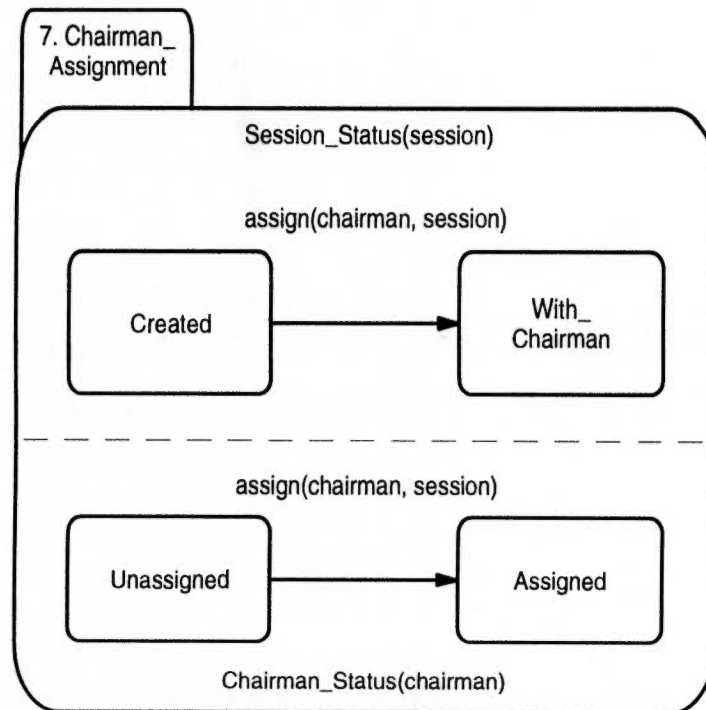 7. Chairman_
Assignment
Session_Status(session)
assign(chairman, session)
Created
With_
Chairman
assign(chairman, session)
Unassigned
Assigned
Chairman_Status(chairman)